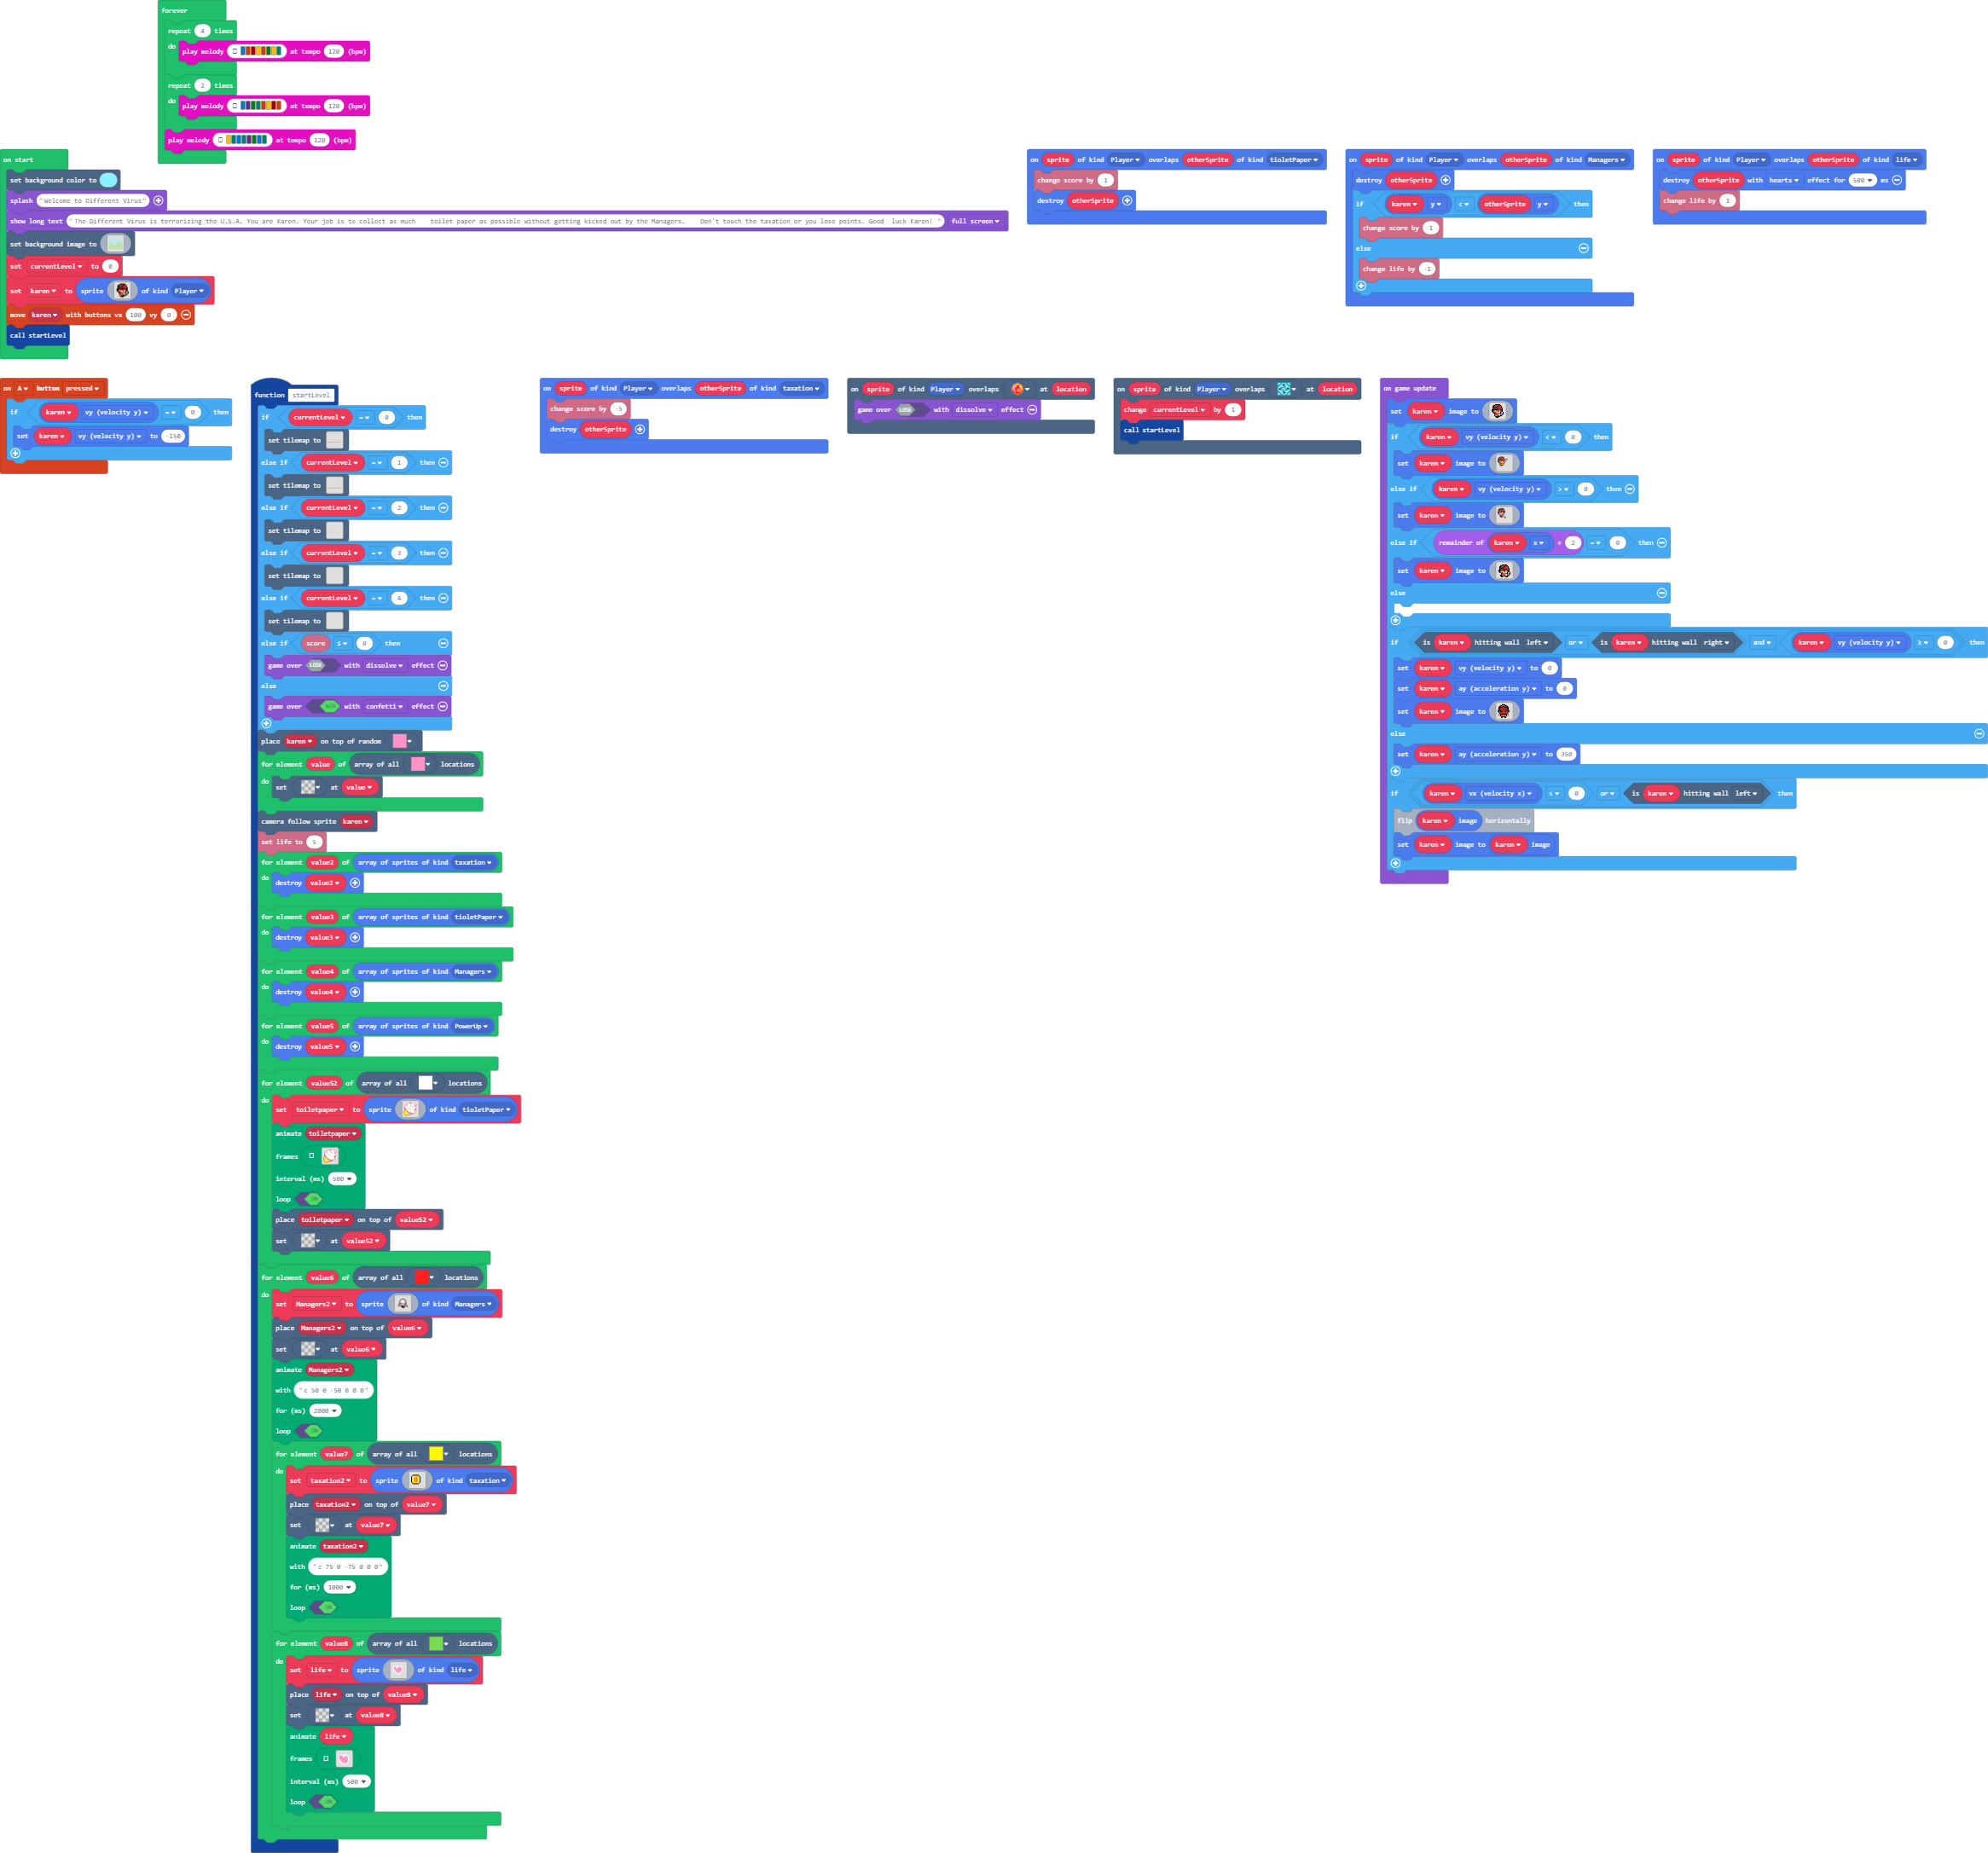 forever
repeat 4 times
do play melody at tempo 120 (bpm)
repeat 2 times
do play melody at tempo 120 (bpm)
play melody at tempo 120 (bpm)
on start
set background color to
splash "Welcome to Different Virus"
show long text "The Different Virus is terrorizing the U.S.A. You are Karen. Your job is to collect as much toilet paper as possible without getting kicked out by the Managers. Don't touch the taxation or you lose points. Good luck Karen! " full screen
set background image to
set currentLevel to 0
set karen to sprite of kind Player
move karen with buttons vx 100 vy 0
call startLevel
on sprite of kind Player overlaps otherSprite of kind tioletPaper
change score by 1
destroy otherSprite
on sprite of kind Player overlaps otherSprite of kind Managers
destroy otherSprite
if karen y < otherSprite y then
change score by 1
else
change life by -1
on sprite of kind Player overlaps otherSprite of kind life
destroy otherSprite with hearts effect for 500 ms
change life by 1
on A button pressed
if karen vy (velocity y) = 0 then
set karen vy (velocity y) to -150
function startLevel
if currentLevel = 0 then
set tilemap to
else if currentLevel = 1 then
set tilemap to
else if currentLevel = 2 then
set tilemap to
else if currentLevel = 3 then
set tilemap to
else if currentLevel = 4 then
set tilemap to
else if score ≤ 0 then
game over LOSE with dissolve effect
else
game over WIN with confetti effect
place karen on top of random
for element value of array of all locations
do set at value
camera follow sprite karen
set life to 5
for element value2 of array of sprites of kind taxation
do destroy value2
for element value3 of array of sprites of kind tioletPaper
do destroy value3
for element value4 of array of sprites of kind Managers
do destroy value4
for element value5 of array of sprites of kind PowerUp
do destroy value5
for element value52 of array of all locations
do set toiletpaper to sprite of kind tioletPaper
animate toiletpaper
frames
interval (ms) 500
loop ON
place toiletpaper on top of value52
set at value52
for element value6 of array of all locations
do set Managers2 to sprite of kind Managers
place Managers2 on top of value6
set at value6
animate Managers2
with "c 50 0 -50 0 0 0"
for (ms) 2000
loop ON
for element value7 of array of all locations
do set taxation2 to sprite of kind taxation
place taxation2 on top of value7
set at value7
animate taxation2
with "c 75 0 -75 0 0 0"
for (ms) 1000
loop ON
for element value8 of array of all locations
do set life to sprite of kind life
place life on top of value8
set at value8
animate life
frames
interval (ms) 500
loop ON
on sprite of kind Player overlaps otherSprite of kind taxation
change score by -5
destroy otherSprite
on sprite of kind Player overlaps at location
game over LOSE with dissolve effect
on sprite of kind Player overlaps at location
change currentLevel by 1
call startLevel
on game update
set karen image to
if karen vy (velocity y) < 0 then
set karen image to
else if karen vy (velocity y) > 0 then
set karen image to
else if remainder of karen x ÷ 2 = 0 then
set karen image to
else
if is karen hitting wall left or is karen hitting wall right and karen vy (velocity y) ≥ 0 then
set karen vy (velocity y) to 0
set karen ay (acceleration y) to 0
set karen image to
else
set karen ay (acceleration y) to 350
if karen vx (velocity x) < 0 or is karen hitting wall left then
flip karen image horizontally
set karen image to karen image